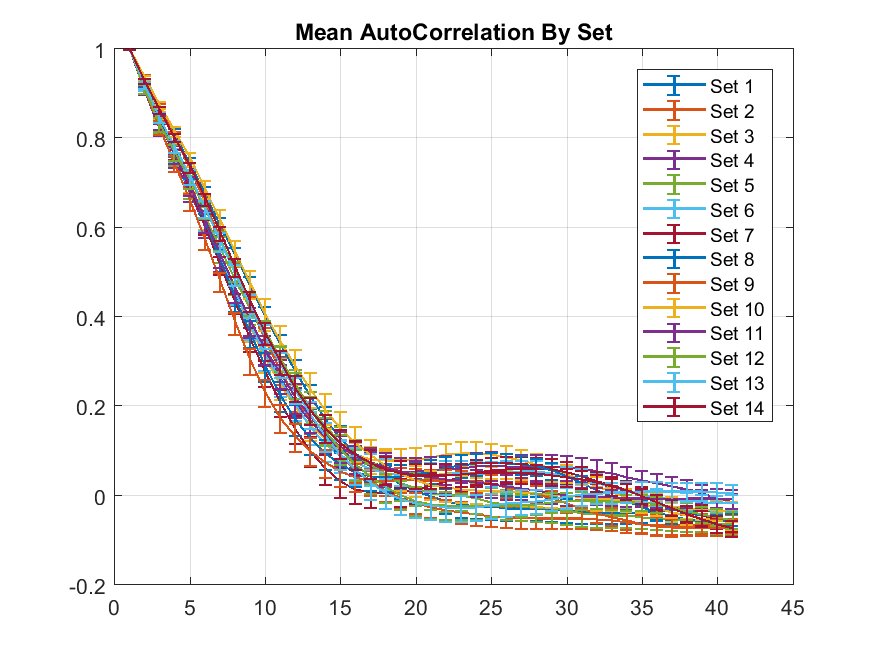 Mean AutoCorrelation By Set
1
0.8
0.6
0.4
0.2
0
-0.2
0 5 10 15 20 25 30 35 40 45
Set 1
Set 2
Set 3
Set 4
Set 5
Set 6
Set 7
Set 8
Set 9
Set 10
Set 11
Set 12
Set 13
Set 14